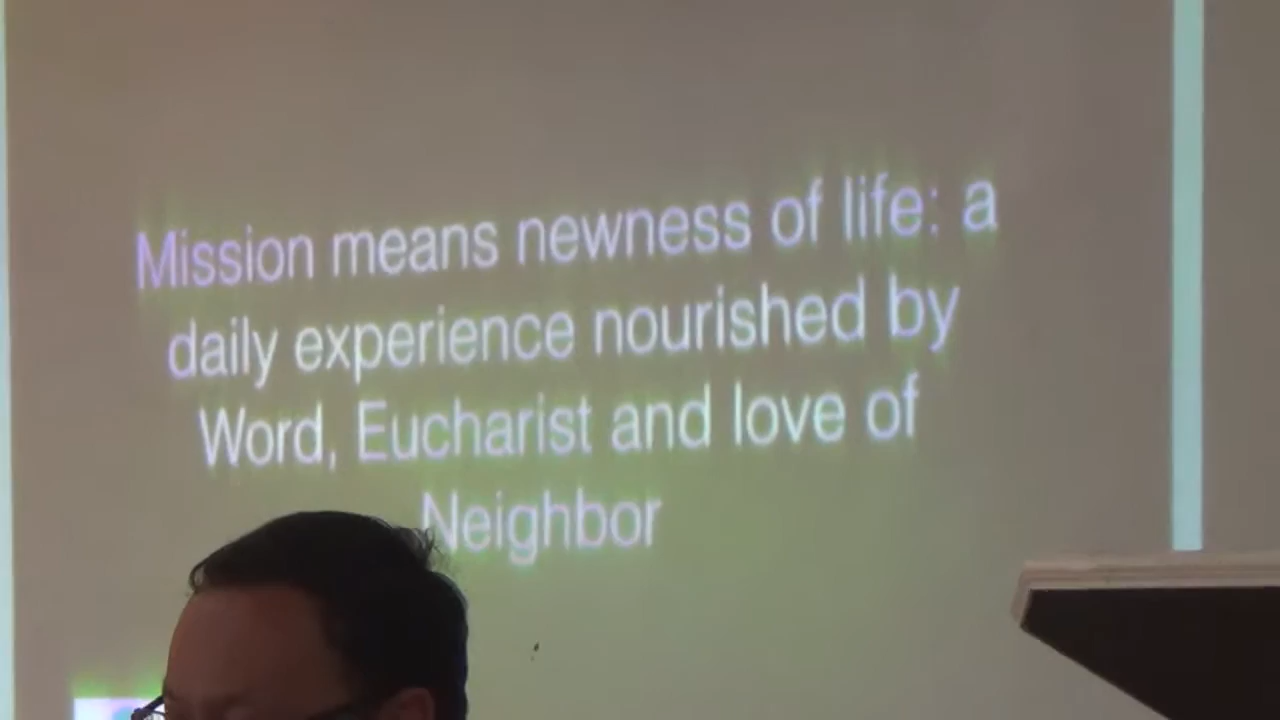 Mission means newness of life: a
daily experience nourished by
Word, Eucharist and love of
Neighbor